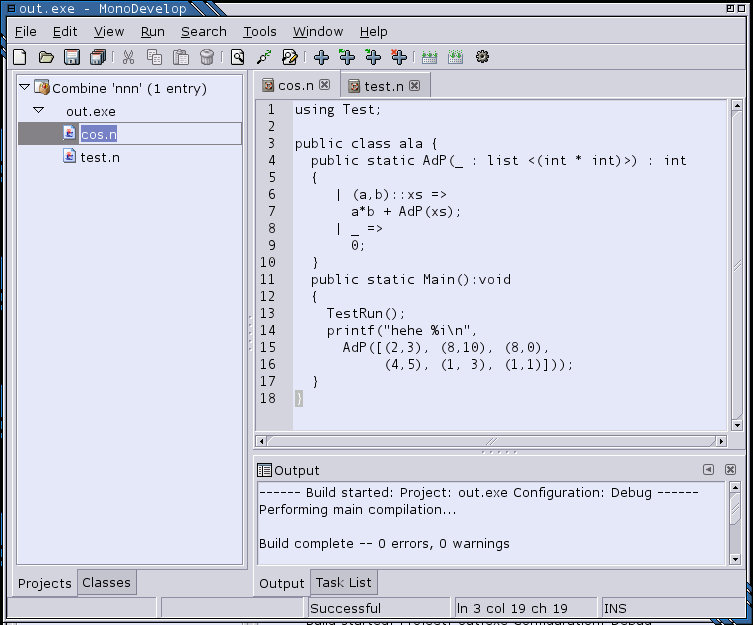 out.exe - MonoDevelop
File Edit View Run Search Tools Window Help
Combine 'nnn' (1 entry)
out.exe
cos.n
test.n
Projects Classes
cos.n test.n
1 using Test;
2
3 public class ala {
4 public static AdP(_ : list <(int * int)>) : int
5 {
6 | (a,b)::xs =>
7 a*b + AdP(xs);
8 | _ =>
9 0;
10 }
11 public static Main():void
12 {
13 TestRun();
14 printf("hehe %i\n",
15 AdP([(2,3), (8,10), (8,0),
16 (4,5), (1, 3), (1,1)]));
17 }
18 }
Output
------ Build started: Project: out.exe Configuration: Debug ------
Performing main compilation...
Build complete -- 0 errors, 0 warnings
Output Task List
Successful ln 3 col 19 ch 19 INS